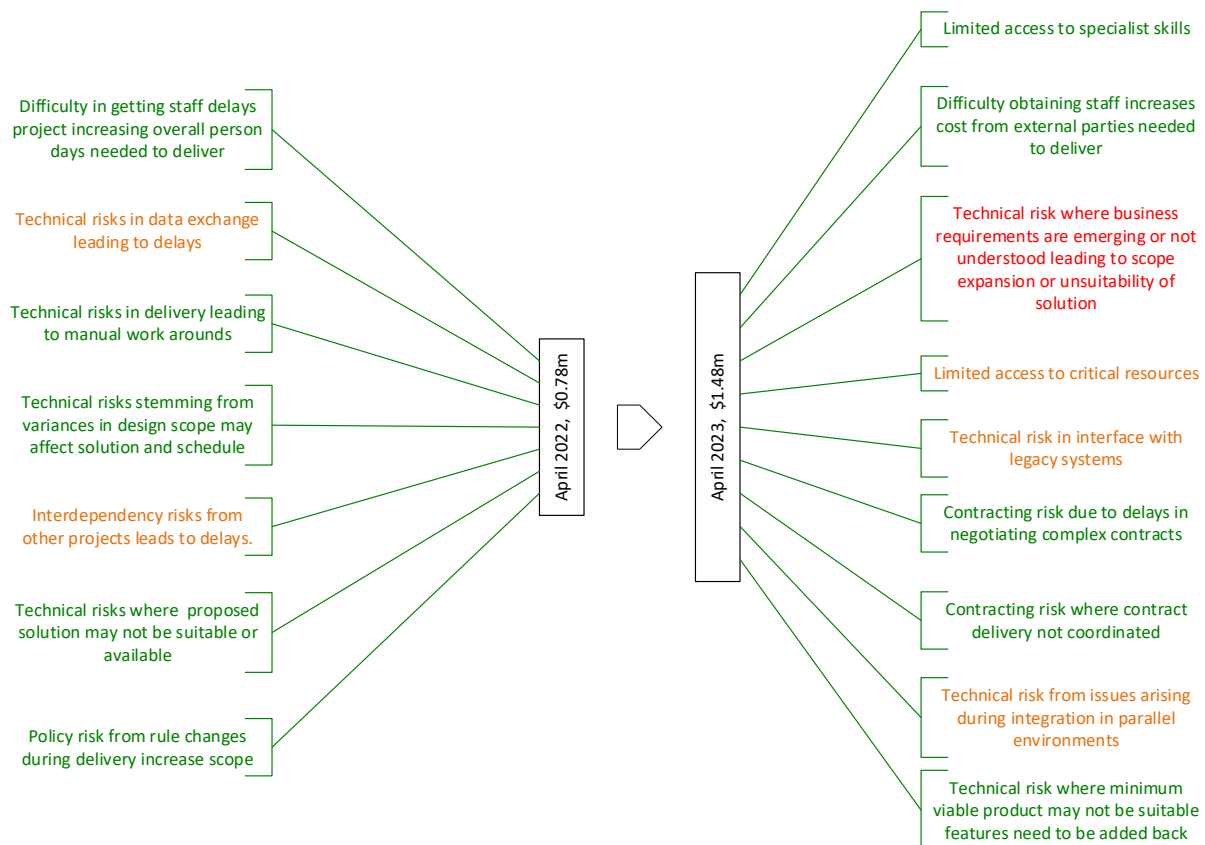 Difficulty in getting staff delays
project increasing overall person
days needed to deliver
Technical risks in data exchange
leading to delays
Technical risks in delivery leading
to manual work arounds
Technical risks stemming from
variances in design scope may
affect solution and schedule
Interdependency risks from
other projects leads to delays.
Technical risks where  proposed
solution may not be suitable or
available
Policy risk from rule changes
during delivery increase scope
April 2022,  $0.78m
April 2023,  $1.48m
Limited access to specialist skills
Difficulty obtaining staff increases
cost from external parties needed
to deliver
Technical risk where business
requirements are emerging or not
understood leading to scope
expansion or unsuitability of
solution
Limited access to critical resources
Technical risk in interface with
legacy systems
Contracting risk due to delays in
negotiating complex contracts
Contracting risk where contract
delivery not coordinated
Technical risk from issues arising
during integration in parallel
environments
Technical risk where minimum
viable product may not be suitable
features need to be added back